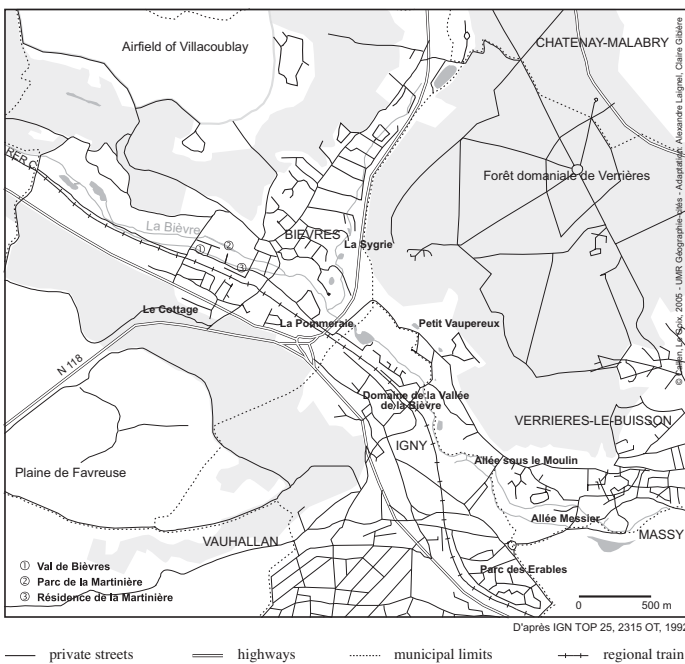 Airfield of Villacoublay
CHATENAY-MALABRY
Forêt domaniale de Verrières
RER C
La Bièvre
BIEVRES
La Sygrie
① ② ③
Le Cottage
La Pommeraie
Petit Vaupereux
N 118
Domaine de la Vallée
de la Bièvre
VERRIERES-LE-BUISSON
IGNY
Plaine de Favreuse
Allée sous le Moulin
Allée Messier
VAUHALLAN
MASSY
Parc des Erables
① Val de Bièvres
② Parc de la Martinière
③ Résidence de la Martinière
0 500 m
D'après IGN TOP 25, 2315 OT, 1992
private streets highways municipal limits regional train
2005 - UMR Géographie-cités - Adaptation: Alexandre Laignel, Claire Gibière